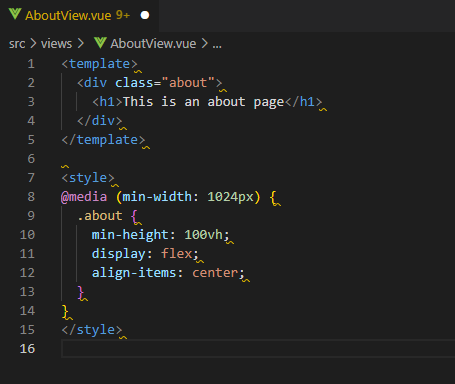 AboutView.vue 9+
src > views > AboutView.vue > ...
1 <template>
2   <div class="about">
3     <h1>This is an about page</h1>
4   </div>
5 </template>
6
7 <style>
8 @media (min-width: 1024px) {
9   .about {
10     min-height: 100vh;
11     display: flex;
12     align-items: center;
13   }
14 }
15 </style>
16